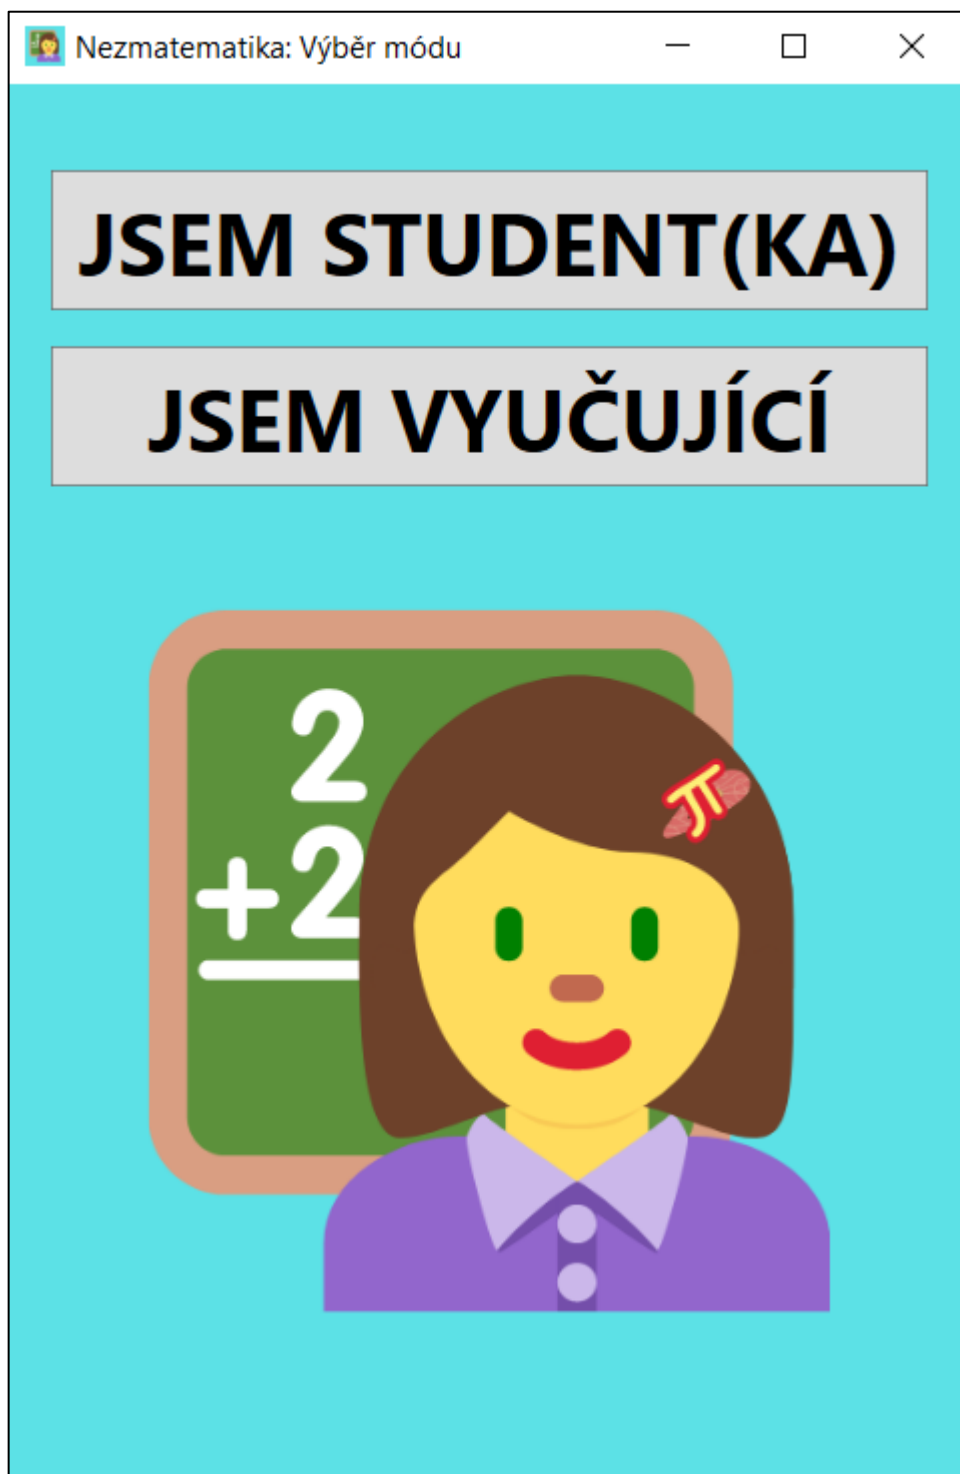 Nezmatematika: Výběr módu
JSEM STUDENT(KA)
JSEM VYUČUJÍCÍ
2
+2
π